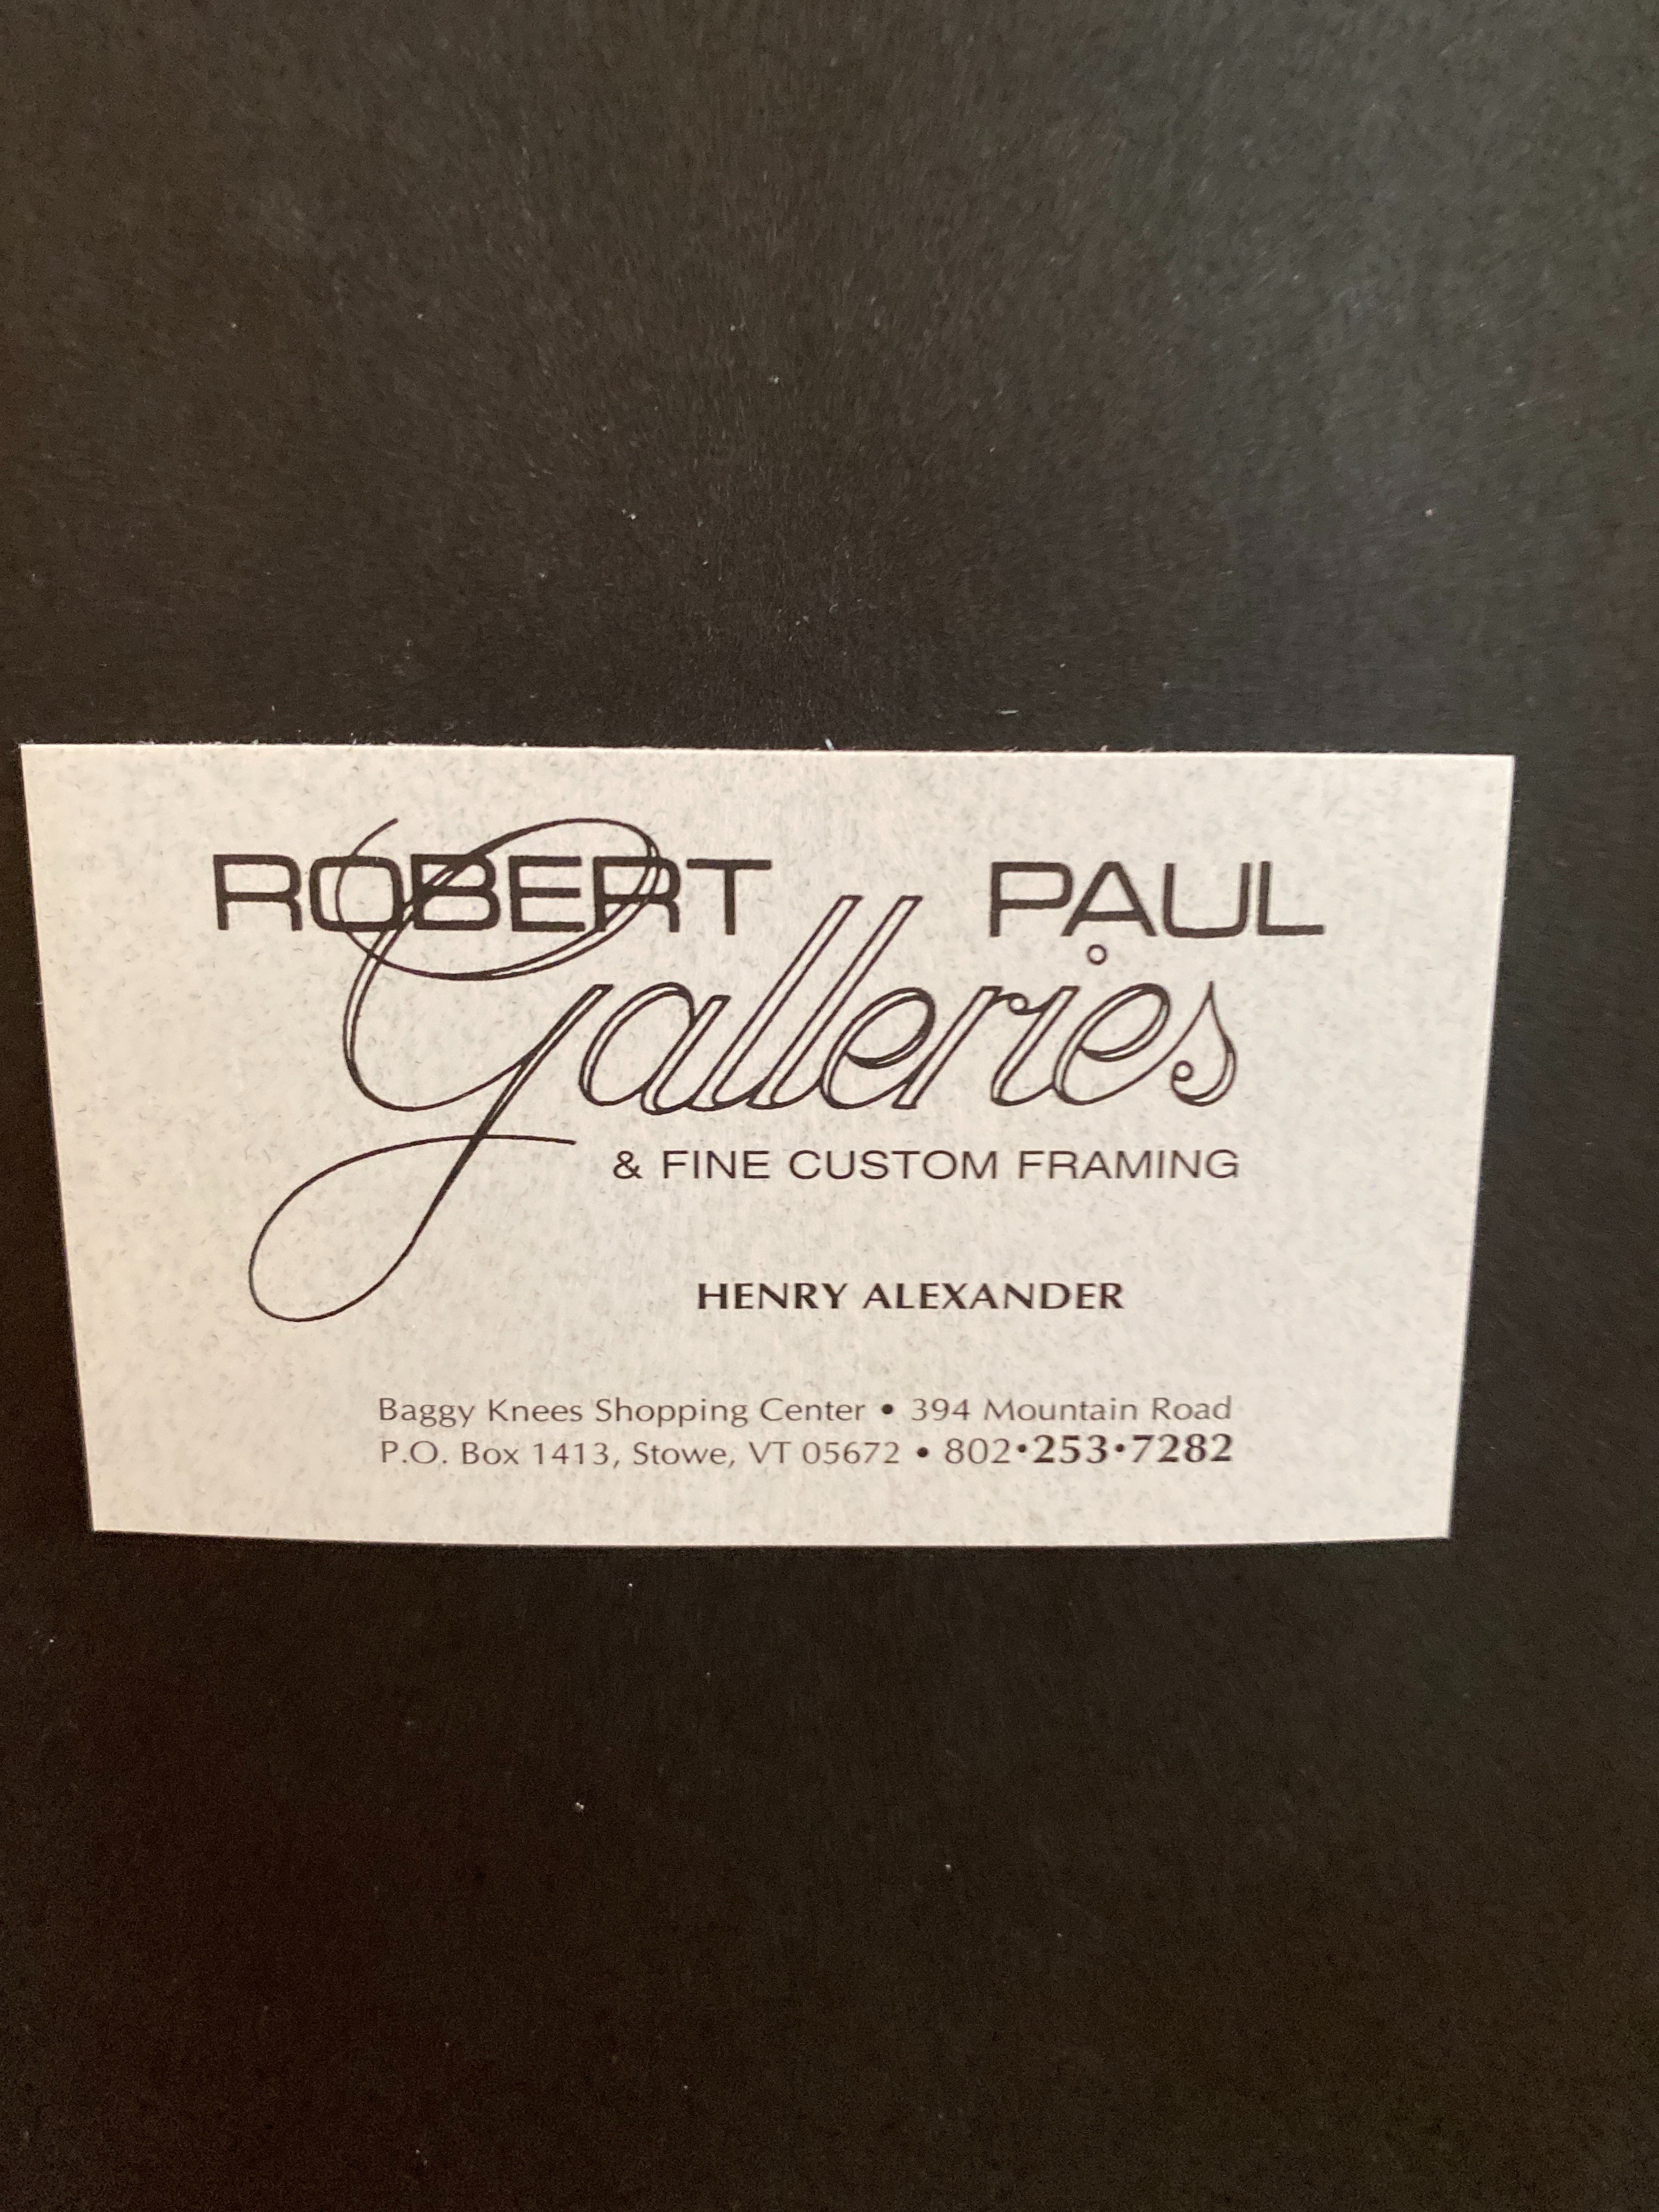 ROBERT PAUL
Galleries
& FINE CUSTOM FRAMING
HENRY ALEXANDER
Baggy Knees Shopping Center • 394 Mountain Road
P.O. Box 1413, Stowe, VT 05672 • 802•253•7282